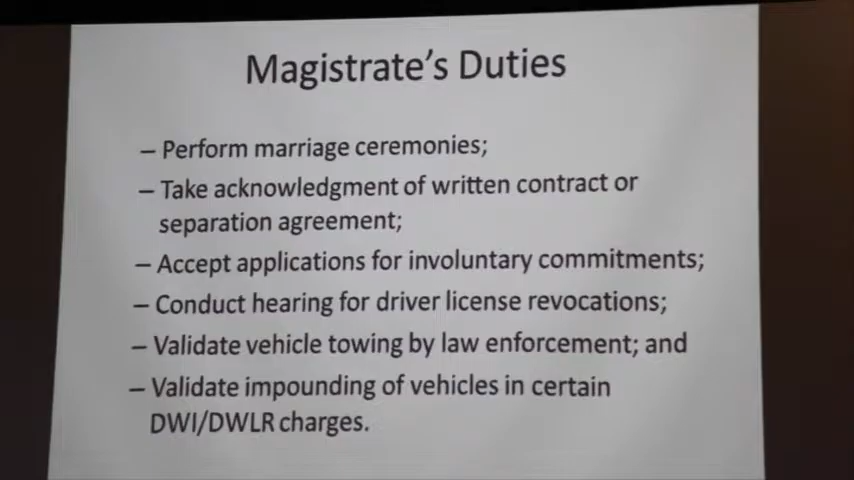 Magistrate's Duties
– Perform marriage ceremonies;
– Take acknowledgment of written contract or
separation agreement;
– Accept applications for involuntary commitments;
– Conduct hearing for driver license revocations;
– Validate vehicle towing by law enforcement; and
– Validate impounding of vehicles in certain
DWI/DWLR charges.